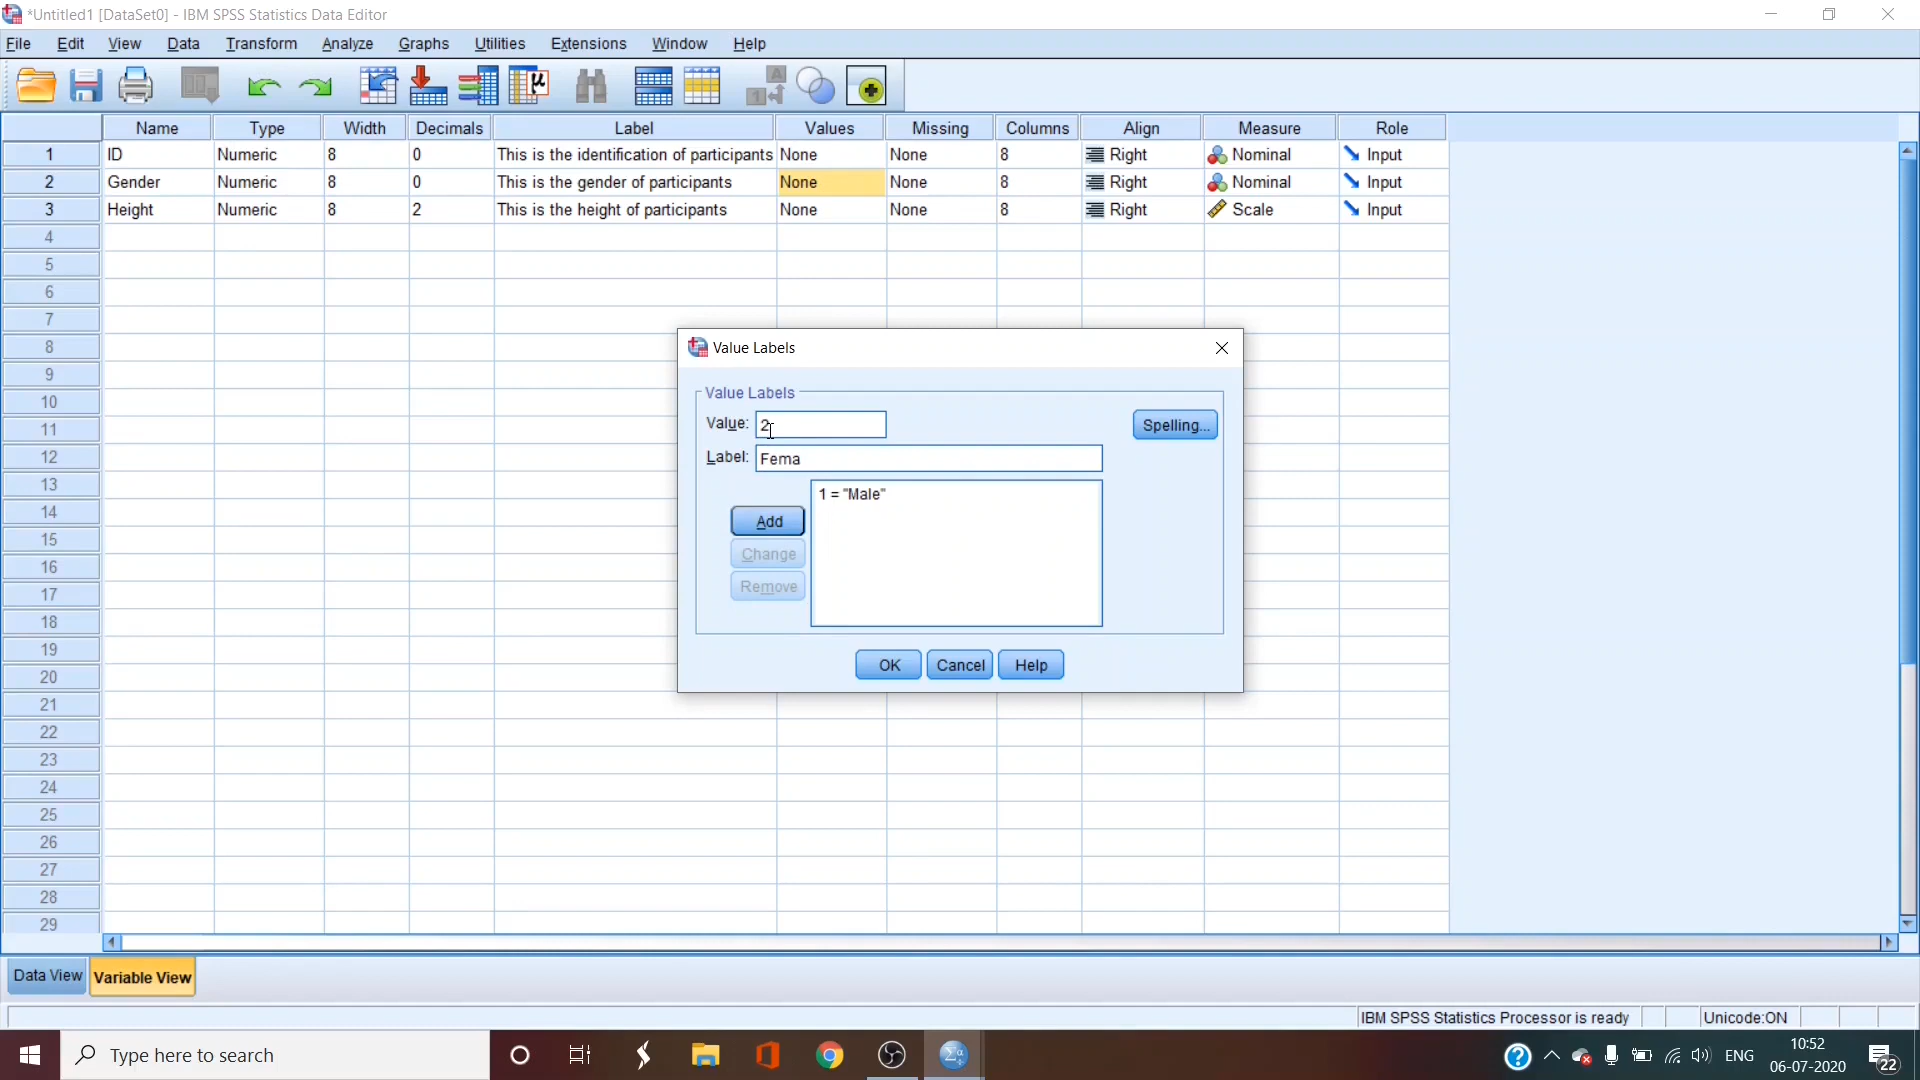 *Untitled1 [DataSet0] - IBM SPSS Statistics Data Editor
File Edit View Data Transform Analyze Graphs Utilities Extensions Window Help
Name Type Width Decimals Label Values Missing Columns Align Measure Role
1 ID Numeric 8 0 This is the identification of participants None None 8 Right Nominal Input
2 Gender Numeric 8 0 This is the gender of participants None None 8 Right Nominal Input
3 Height Numeric 8 2 This is the height of participants None None 8 Right Scale Input
4
5
6
7
8
9
10
11
12
13
14
15
16
17
18
19
20
21
22
23
24
25
26
27
28
29
Value Labels
Value Labels
Value: 2
Spelling...
Label: Fema
1 = "Male"
Add
Change
Remove
OK Cancel Help
Data View Variable View
IBM SPSS Statistics Processor is ready Unicode:ON
Type here to search
ENG
10:52
06-07-2020
22